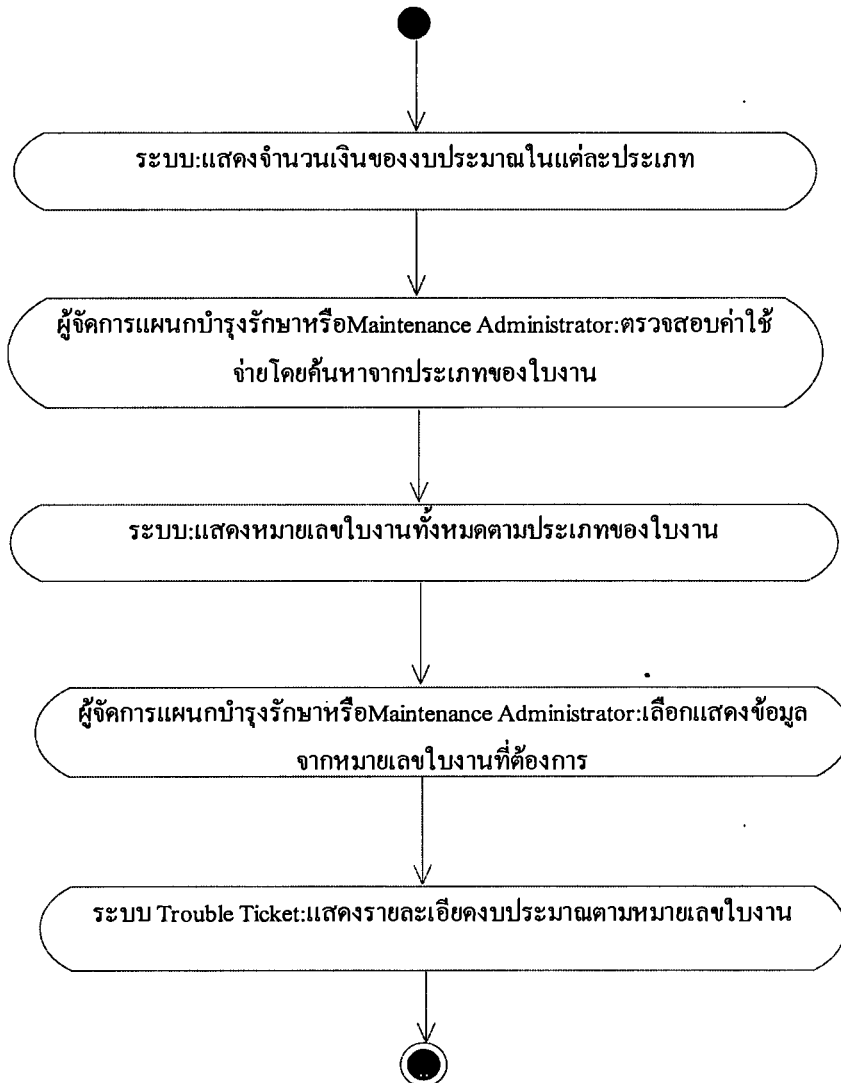 ระบบ:แสดงจำนวนเงินของงบประมาณในแต่ละประเภท
ผู้จัดการแผนกบำรุงรักษาหรือMaintenance Administrator:ตรวจสอบค่าใช้
จ่ายโดยค้นหาจากประเภทของใบงาน
ระบบ:แสดงหมายเลขใบงานทั้งหมดตามประเภทของใบงาน
ผู้จัดการแผนกบำรุงรักษาหรือMaintenance Administrator:เลือกแสดงข้อมูล
จากหมายเลขใบงานที่ต้องการ
ระบบ Trouble Ticket:แสดงรายละเอียดงบประมาณตามหมายเลขใบงาน